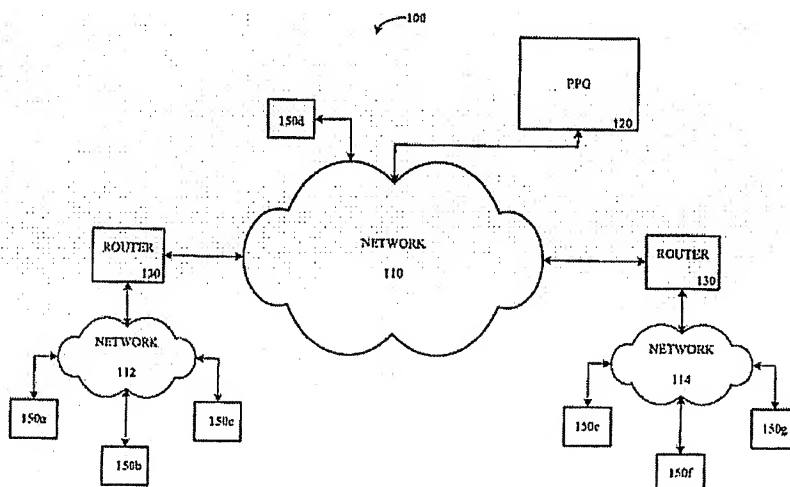 100
PPG
120
150d
NETWORK
110
ROUTER
130
ROUTER
130
NETWORK
112
NETWORK
114
150a
150b
150c
150e
150f
150g